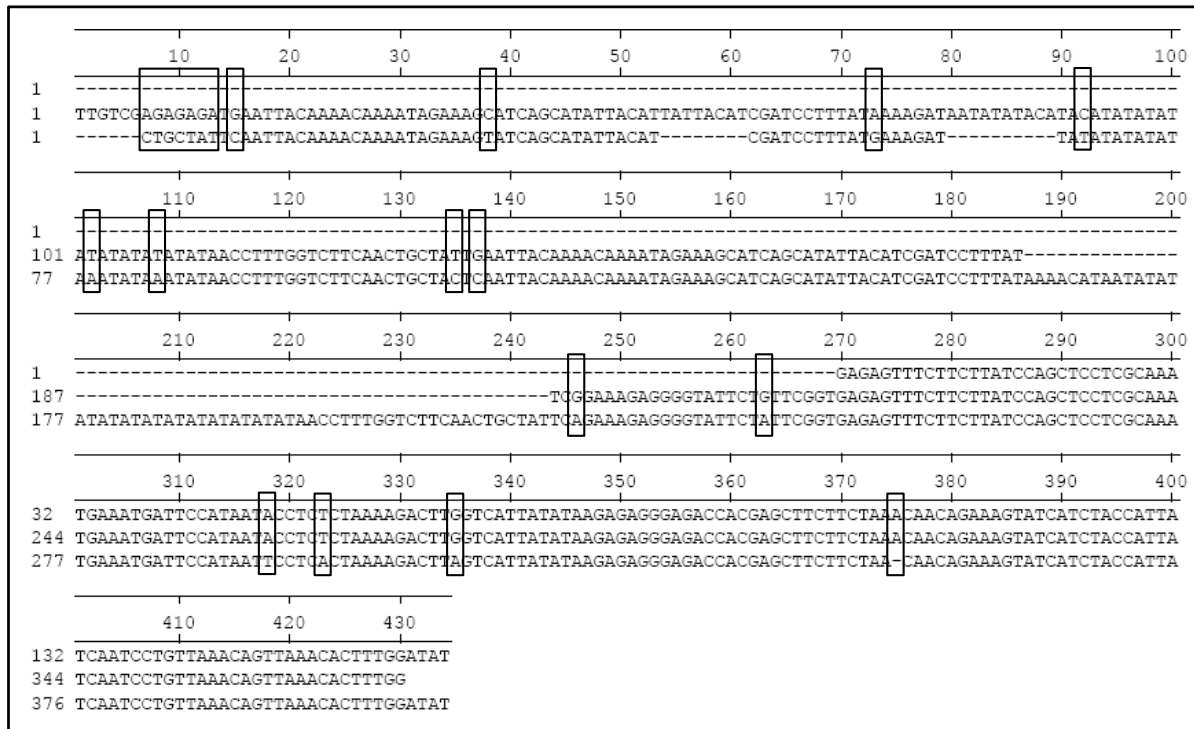 10 20 30 40 50 60 70 80 90 100
1 ----------------------------------------------------------------------------------------------------
1 TTGTCGAGAGAGATGAATTACAAAACAAAATAGAAAGCATCAGCATATTACATTATTACATCGATCCTTTATAAAAGATAATATATACATACATATATAT
1 ------CTGCTATTCAATTACAAAACAAAATAGAAAGTATCAGCATATTACAT--------CGATCCTTTATGAAAGAT----------TATATATATAT
110 120 130 140 150 160 170 180 190 200
1 ----------------------------------------------------------------------------------------------------
101 ATATATATATATAACCTTTGGTCTTCAACTGCTATTGAATTACAAAACAAAATAGAAAGCATCAGCATATTACATCGATCCTTTAT--------------
77 AAATATAAATATAACCTTTGGTCTTCAACTGCTACTCAATTACAAAACAAAATAGAAAGCATCAGCATATTACATCGATCCTTTATAAAACATAATATAT
210 220 230 240 250 260 270 280 290 300
1 ---------------------------------------------------------------------GAGAGTTTCTTCTTATCCAGCTCCTCGCAAA
187 -------------------------------------------TCGGAAAGAGGGGTATTCTGTTCGGTGAGAGTTTCTTCTTATCCAGCTCCTCGCAAA
177 ATATATATATATATATATATAACCTTTGGTCTTCAACTGCTATTCAGAAAGAGGGGTATTCTATTCGGTGAGAGTTTCTTCTTATCCAGCTCCTCGCAAA
310 320 330 340 350 360 370 380 390 400
32 TGAAATGATTCCATAATACCTCTCTAAAAGACTTGGTCATTATATAAGAGAGGGAGACCACGAGCTTCTTCTAAACAACAGAAAGTATCATCTACCATTA
244 TGAAATGATTCCATAATACCTCTCTAAAAGACTTGGTCATTATATAAGAGAGGGAGACCACGAGCTTCTTCTAAACAACAGAAAGTATCATCTACCATTA
277 TGAAATGATTCCATAATTCCTCACTAAAAGACTTAGTCATTATATAAGAGAGGGAGACCACGAGCTTCTTCTAA-CAACAGAAAGTATCATCTACCATTA
410 420 430
132 TCAATCCTGTTAAACAGTTAAACACTTTGGATAT
344 TCAATCCTGTTAAACAGTTAAACACTTTGG
376 TCAATCCTGTTAAACAGTTAAACACTTTGGATAT